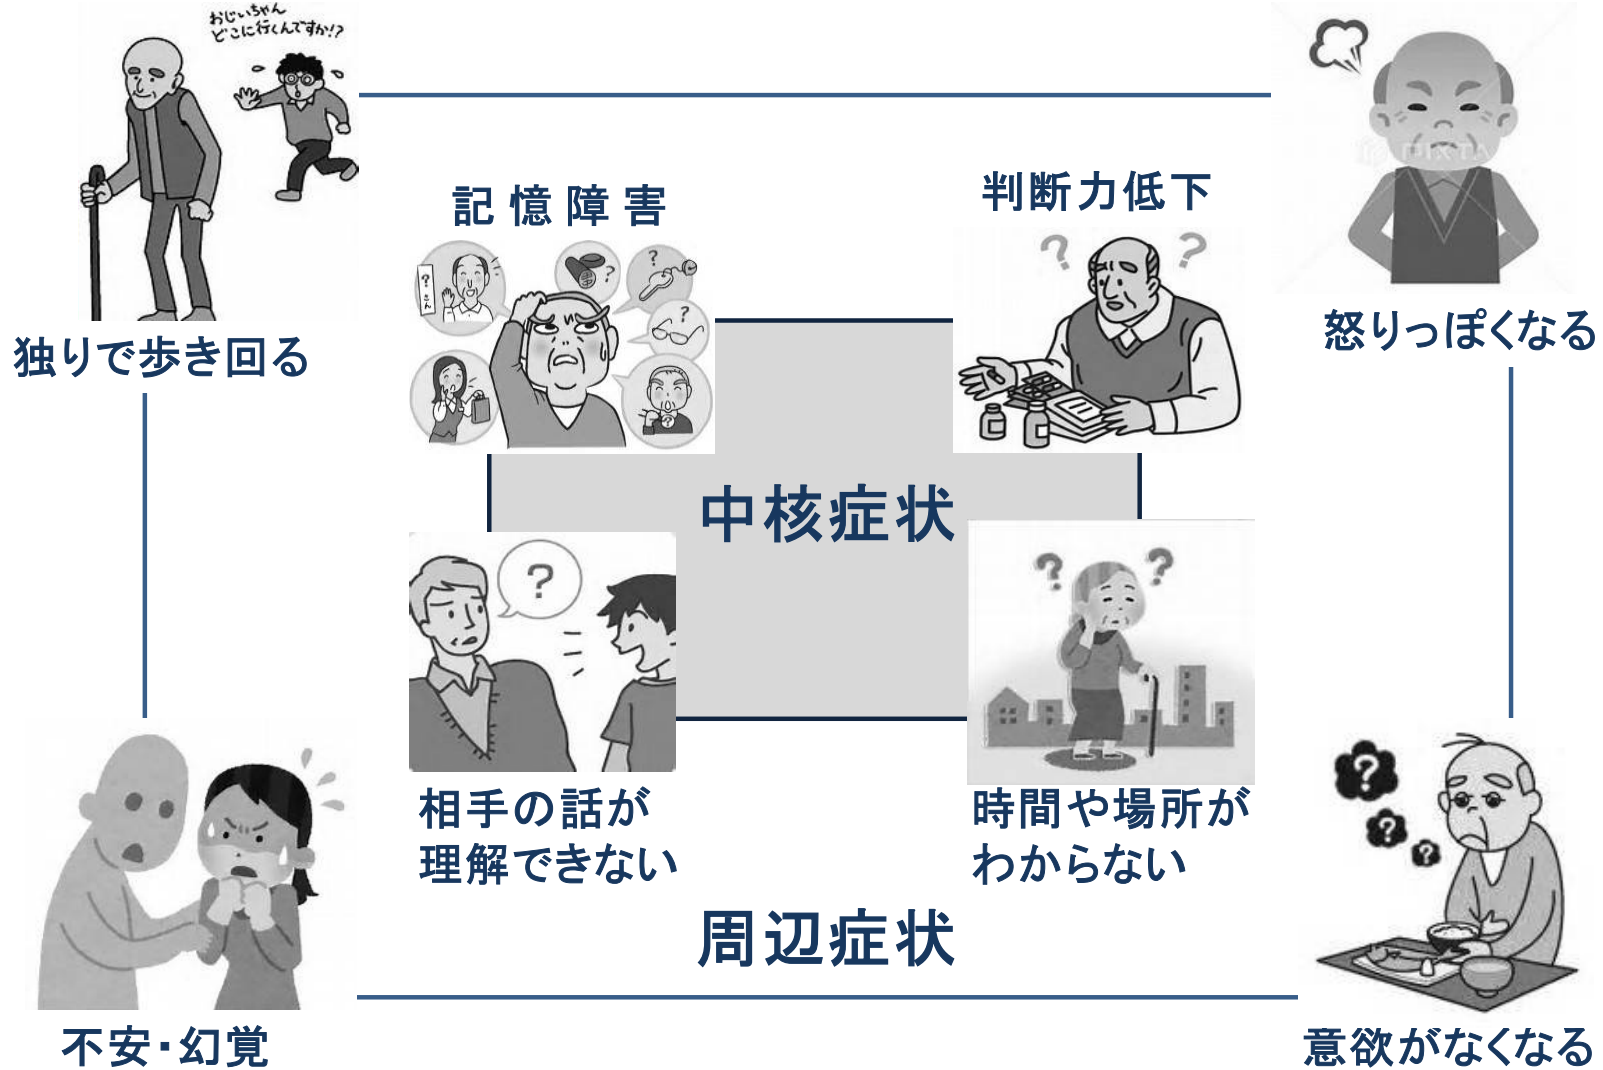 おじいちゃん
どこに行くんですか!?
独りで歩き回る
記憶障害
?
さん
?
?
?
?
判断力低下
?
?
PIXTA
怒りっぽくなる
中核症状
?
相手の話が
理解できない
?
?
時間や場所が
わからない
周辺症状
不安・幻覚
?
?
?
意欲がなくなる